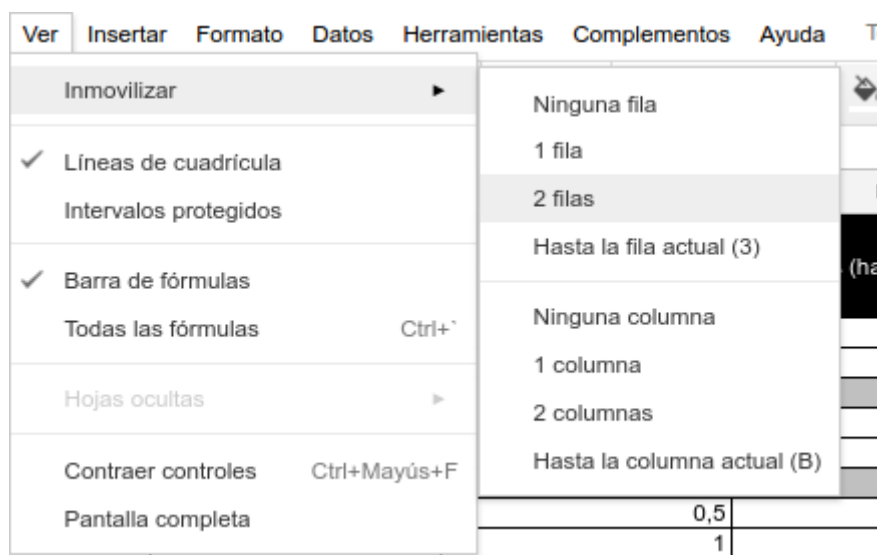 Ver Insertar Formato Datos Herramientas Complementos Ayuda
Inmovilizar
Líneas de cuadrícula
Intervalos protegidos
Barra de fórmulas
Todas las fórmulas Ctrl+`
Hojas ocultas
Contraer controles Ctrl+Mayús+F
Pantalla completa
Ninguna fila
1 fila
2 filas
Hasta la fila actual (3)
Ninguna columna
1 columna
2 columnas
Hasta la columna actual (B)
0,5
1